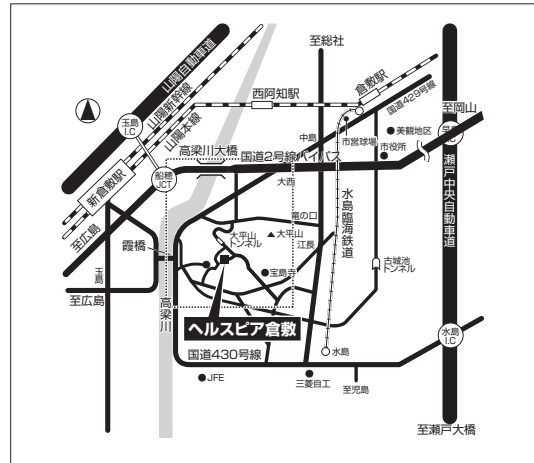 至総社
山陽自動車道
山陽新幹線
山陽本線
玉島
I.C
西阿知駅
倉敷駅
国道429号線
至岡山
早島
I.C
中島
市営球場
美観地区
市役所
高梁川大橋
国道2号線バイパス
新倉敷駅
船穂
JCT
大西
水島臨海鉄道
瀬戸中央自動車道
至広島
霞橋
竜の口
大平山
トンネル
大平山
江長
古城池
トンネル
玉島
宝島寺
至広島
高梁川
ヘルスピア倉敷
国道430号線
水島
水島
I.C
JFE
三菱自工
至児島
至瀬戸大橋